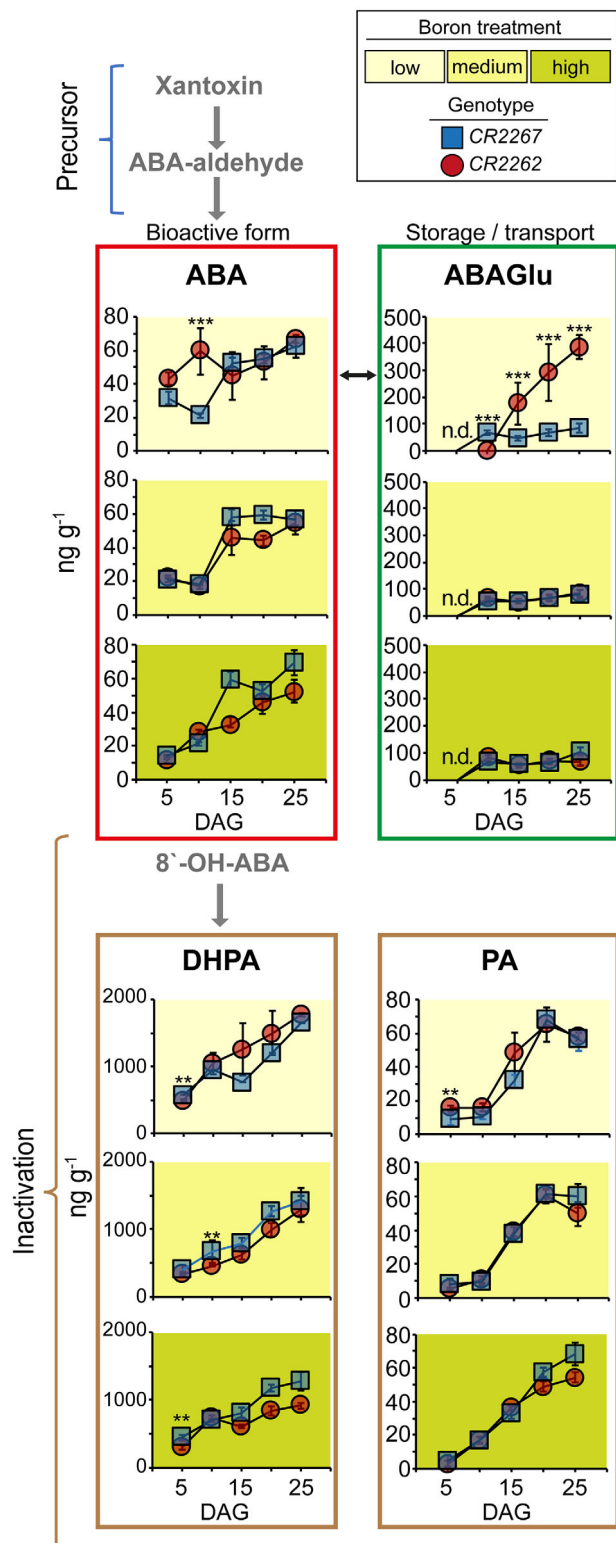 Boron treatment
low medium high
Genotype
CR2267
CR2262
Precursor
Xantoxin
ABA-aldehyde
Bioactive form
ABA
80
60
40
20
0
***
80
60
40
20
0
80
60
40
20
0
5 15 25
DAG
ng g-1
Storage / transport
ABAGlu
500
400
300
200
100
0
n.d.
***
***
***
***
500
400
300
200
100
0
n.d.
500
400
300
200
100
0
n.d.
5 15 25
DAG
Inactivation
8`-OH-ABA
DHPA
2000
1000
0
**
2000
1000
0
**
2000
1000
0
**
5 15 25
DAG
ng g-1
PA
80
60
40
20
0
**
80
60
40
20
0
80
60
40
20
0
5 15 25
DAG